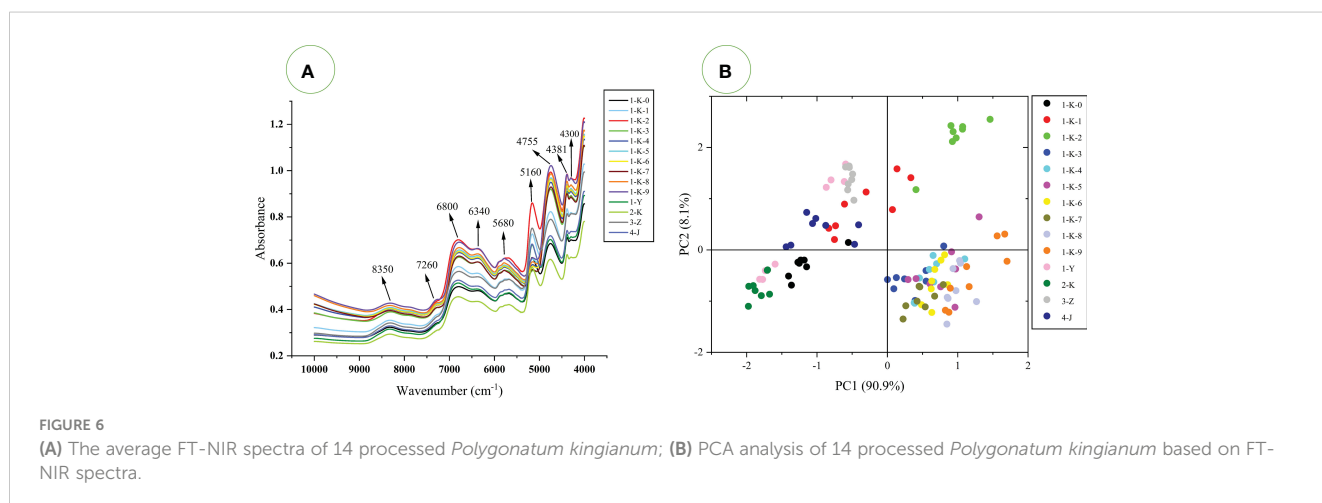 A
B
1.2
1.0
0.8
0.6
0.4
0.2
Absorbance
10000 9000 8000 7000 6000 5000 4000
Wavenumber (cm-1)
8350
7260
6800
6340
5680
5160
4755
4381
4300
1-K-0
1-K-1
1-K-2
1-K-3
1-K-4
1-K-5
1-K-6
1-K-7
1-K-8
1-K-9
1-Y
2-K
3-Z
4-J
PC2 (8.1%)
2
0
-2
-2 -1 0 1 2
PC1 (90.9%)
1-K-0
1-K-1
1-K-2
1-K-3
1-K-4
1-K-5
1-K-6
1-K-7
1-K-8
1-K-9
1-Y
2-K
3-Z
4-J
FIGURE 6
(A) The average FT-NIR spectra of 14 processed Polygonatum kingianum; (B) PCA analysis of 14 processed Polygonatum kingianum based on FT-
NIR spectra.